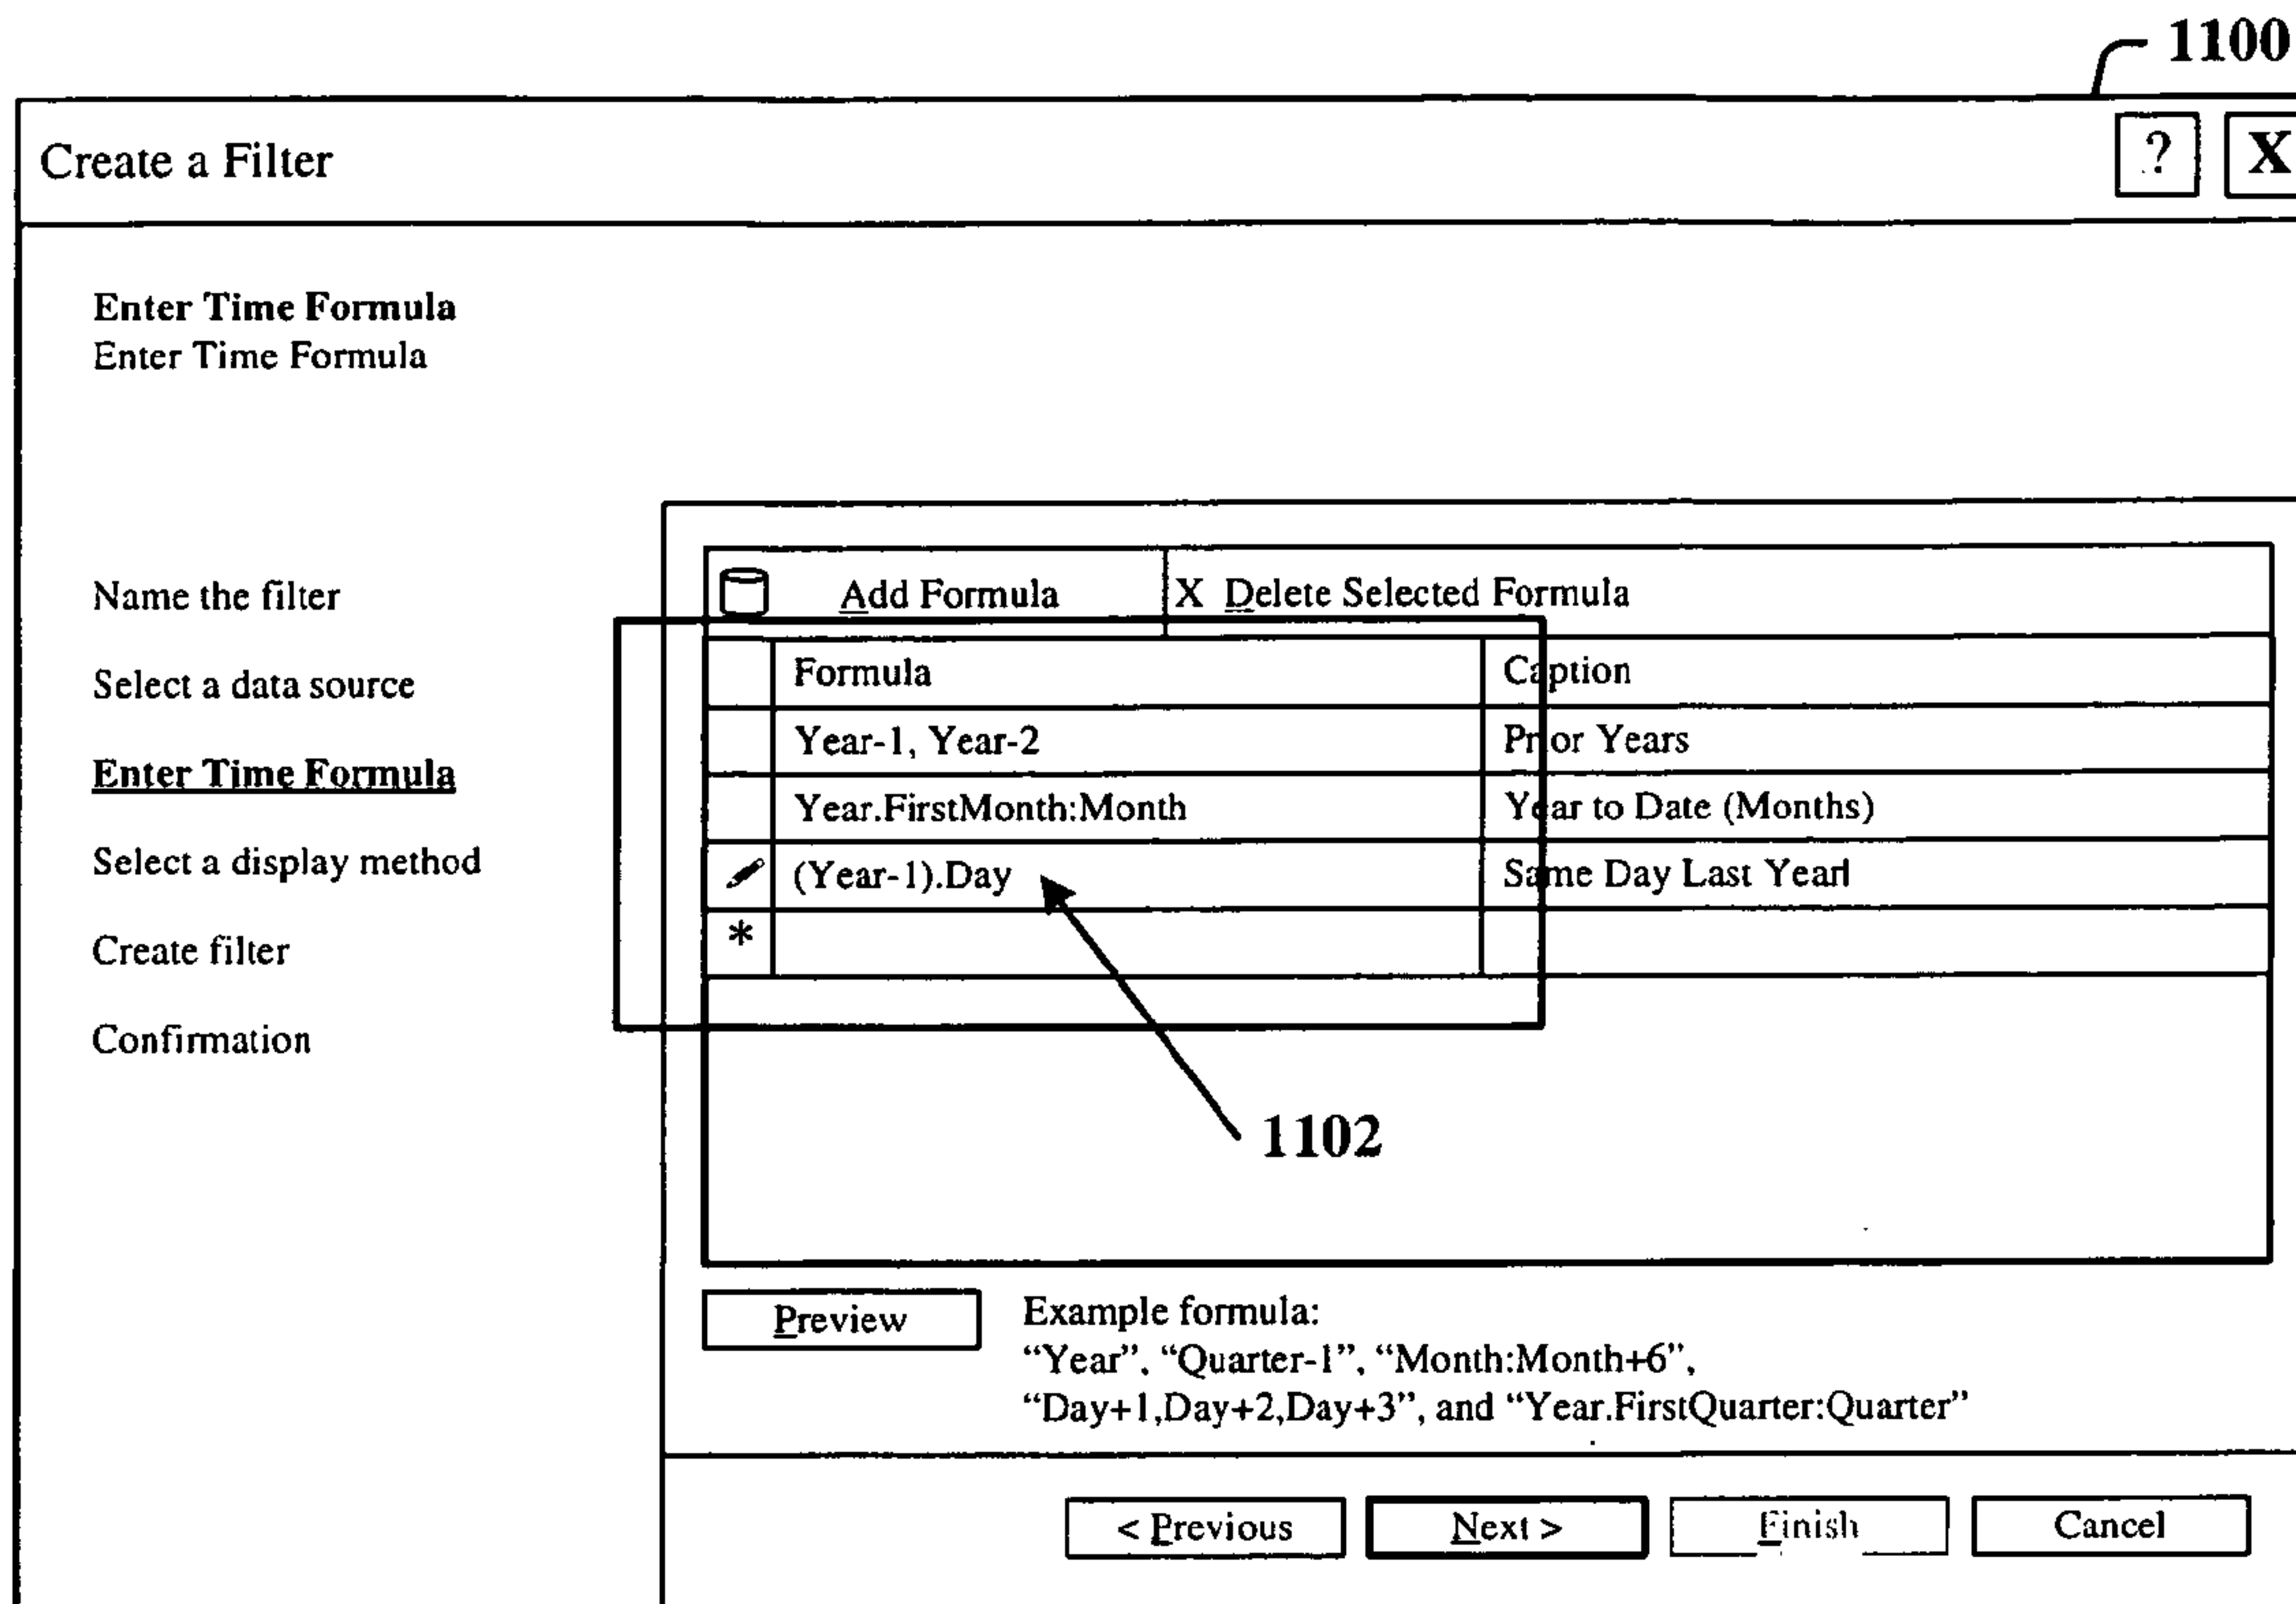 1100
Create a Filter ? X
Enter Time Formula
Enter Time Formula
Name the filter
Select a data source
Enter Time Formula
Select a display method
Create filter
Confirmation
Add Formula X Delete Selected Formula
Formula Caption
Year-1, Year-2 Prior Years
Year.FirstMonth:Month Year to Date (Months)
(Year-1).Day Same Day Last Year
*
1102
Preview
Example formula:
“Year”, “Quarter-1”, “Month:Month+6”,
“Day+1,Day+2,Day+3”, and “Year.FirstQuarter:Quarter”
< Previous Next > Finish Cancel